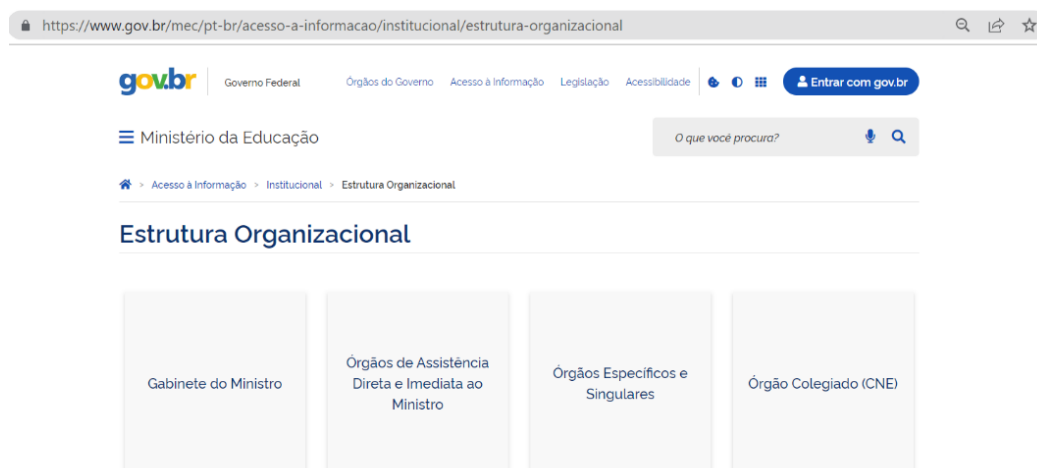 https://www.gov.br/mec/pt-br/acesso-a-informacao/institucional/estrutura-organizacional
gov.br Governo Federal Órgãos do Governo Acesso à Informação Legislação Acessibilidade Entrar com gov.br
Ministério da Educação O que você procura?
> Acesso à Informação > Institucional > Estrutura Organizacional
Estrutura Organizacional
Gabinete do Ministro
Órgãos de Assistência
Direta e Imediata ao
Ministro
Órgãos Específicos e
Singulares
Órgão Colegiado (CNE)